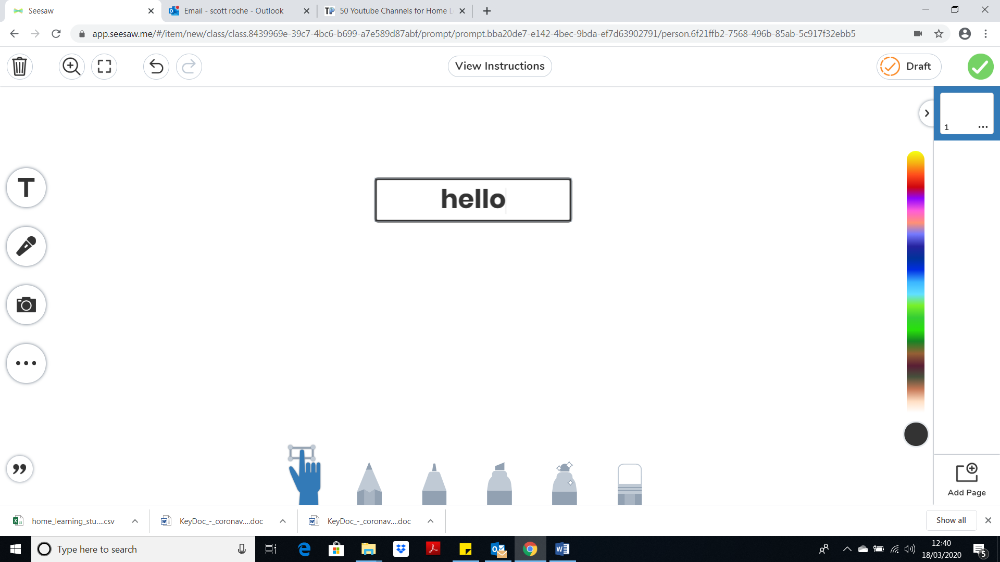 Seesaw
Email - scott roche - Outlook
50 Youtube Channels for Home L
app.seesaw.me/#/item/new/class/class.8439969e-39c7-4bc6-b699-a7e589d87abf/prompt/prompt.bba20de7-e142-4bec-9bda-ef7d63902791/person.6f21ffb2-7568-496b-85ab-5c917f32ebb5
View Instructions
Draft
1
T
hello
Add Page
home_learning_stu....csv
KeyDoc_-_coronav....doc
KeyDoc_-_coronav....doc
Show all
Type here to search
12:40
18/03/2020
5